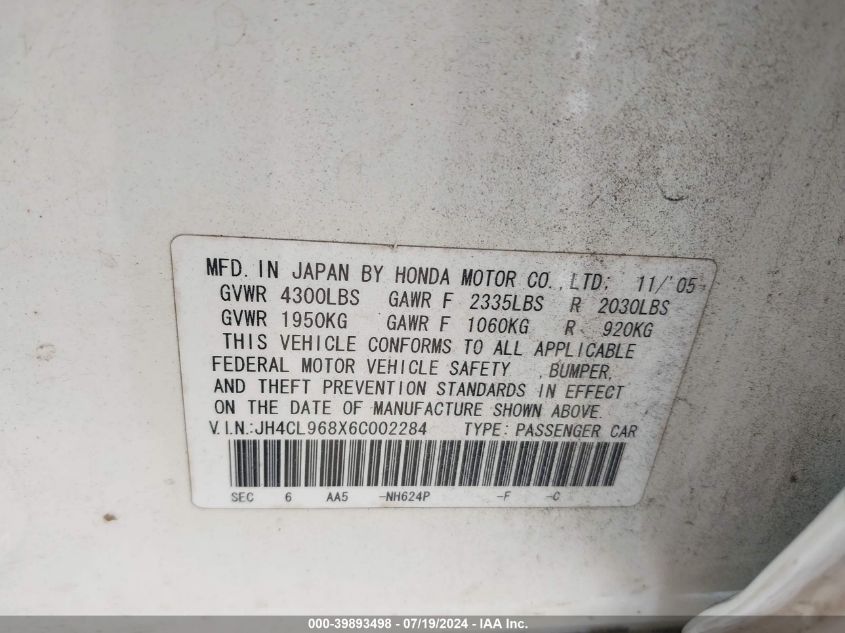 MFD. IN JAPAN BY HONDA MOTOR CO., LTD; 11/'05
GVWR 4300LBS GAWR F 2335LBS R 2030LBS
GVWR 1950KG GAWR F 1060KG R 920KG
THIS VEHICLE CONFORMS TO ALL APPLICABLE
FEDERAL MOTOR VEHICLE SAFETY ,BUMPER,
AND THEFT PREVENTION STANDARDS IN EFFECT
ON THE DATE OF MANUFACTURE SHOWN ABOVE.
V.I.N.:JH4CL968X6C002284 TYPE:PASSENGER CAR
SEC 6 AA5 -NH624P -F -C
000-39893498 - 07/19/2024 - IAA Inc.